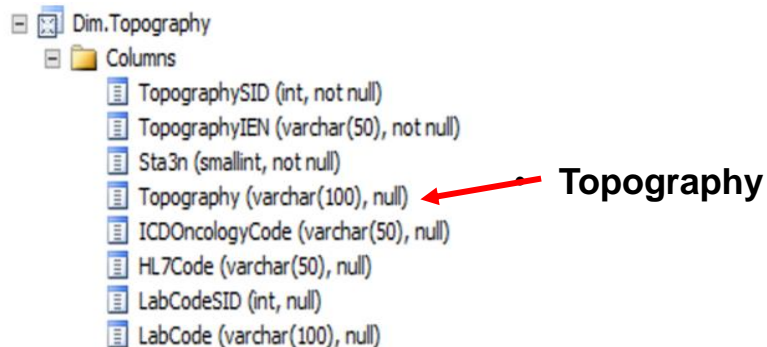 Dim.Topography
Columns
TopographySID (int, not null)
TopographyIEN (varchar(50), not null)
Sta3n (smallint, not null)
Topography (varchar(100), null)
• Topography
ICDOncologyCode (varchar(50), null)
HL7Code (varchar(50), null)
LabCodeSID (int, null)
LabCode (varchar(100), null)